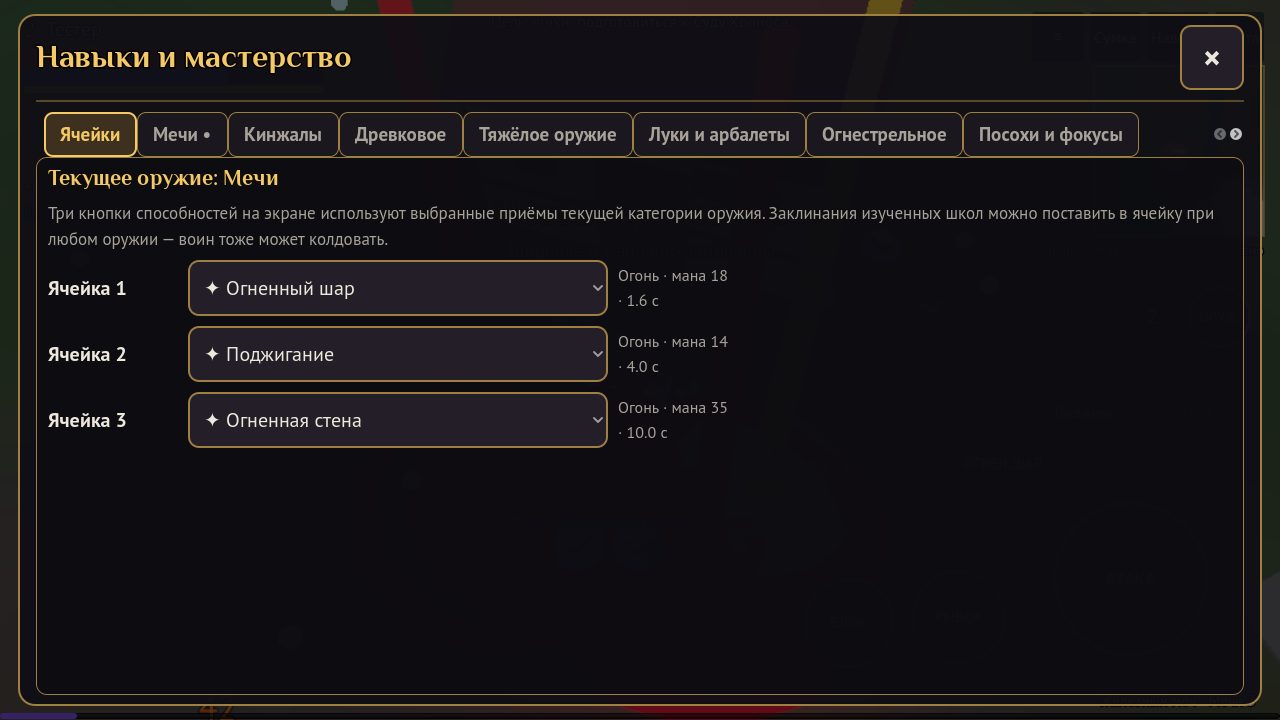 Навыки и мастерство
×
Ячейки
Мечи •
Кинжалы
Древковое
Тяжёлое оружие
Луки и арбалеты
Огнестрельное
Посохи и фокусы
Текущее оружие: Мечи
Три кнопки способностей на экране используют выбранные приёмы текущей категории оружия. Заклинания изученных школ можно поставить в ячейку при
любом оружии — воин тоже может колдовать.
Ячейка 1
✦ Огненный шар
Огонь · мана 18
· 1.6 с
Ячейка 2
✦ Поджигание
Огонь · мана 14
· 4.0 с
Ячейка 3
✦ Огненная стена
Огонь · мана 35
· 10.0 с
42